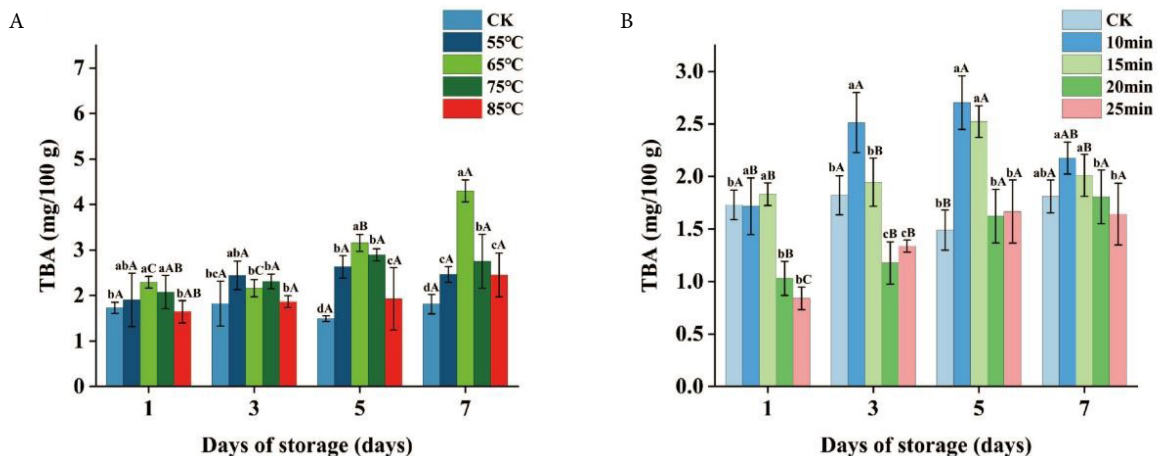 A
CK
55℃
65℃
75℃
85℃
7
6
5
4
3
2
1
0
TBA (mg/100 g)
bA abA aC aAB bAB
bcA abA bC bA bA
dA bA aB bA cA
dA cA aA bA cA
1 3 5 7
Days of storage (days)
B
CK
10min
15min
20min
25min
3.0
2.5
2.0
1.5
1.0
0.5
0.0
TBA (mg/100 g)
bA aB aB bB bC
bA aA bB cB cB
bB aA aA bA bA
abA aAB aB bA bA
1 3 5 7
Days of storage (days)